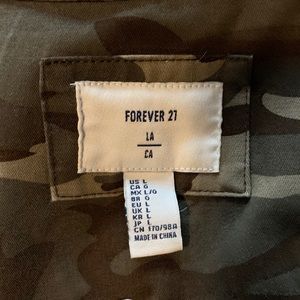 FOREVER 21
LA
CA
US L
CA G
MX L/G
BR G
EU L
UK L
KR L
JP L
CN 170/98A
MADE IN CHINA